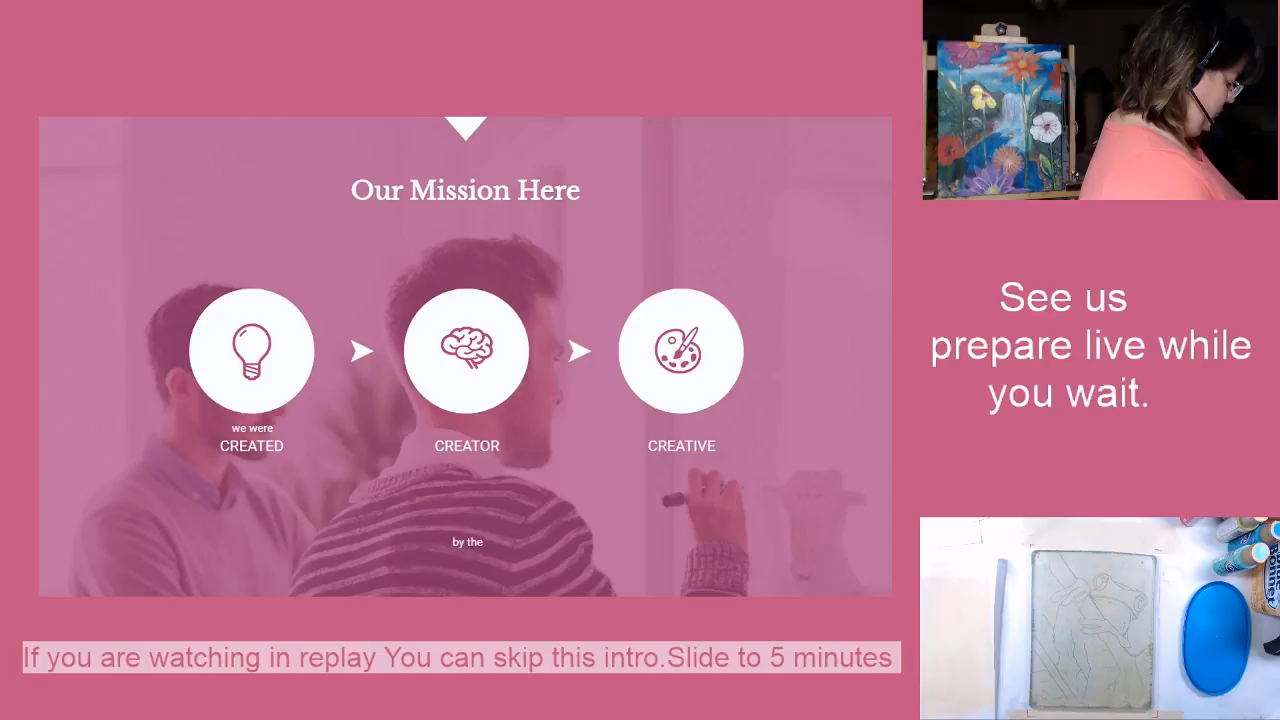 Our Mission Here
we were
CREATED
CREATOR
CREATIVE
by the
See us
prepare live while
you wait.
If you are watching in replay You can skip this intro.Slide to 5 minutes